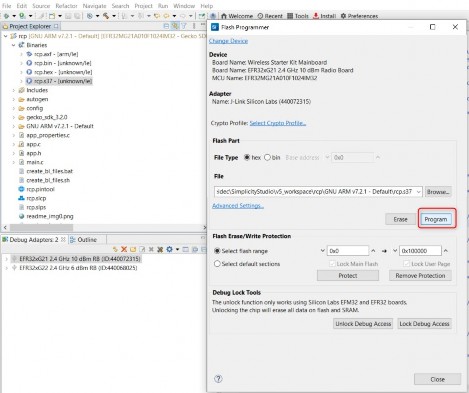 File Edit Source Refactor Navigate Search Project Run Window Help
Welcome Recent Tools Install Preferences
Project Explorer
rcp [GNU ARM v7.2.1 - Default] [EFR32MG21A010F1024IM32 - Gecko SD
Binaries
rcp.axf - [arm/le]
rcp.bin - [unknown/le]
rcp.hex - [unknown/le]
rcp.s37 - [unknown/le]
Includes
autogen
config
gecko_sdk_3.2.0
GNU ARM v7.2.1 - Default
app_properties.c
app.c
app.h
main.c
create_bl_files.bat
create_bl_files.sh
rcp.pintool
rcp.slcp
rcp.slps
readme_img0.png
Debug Adapters
Outline
EFR32xG21 2.4 GHz 10 dBm RB (ID:440072315)
EFR32xG22 2.4 GHz 6 dBm RB (ID:440068025)
Flash Programmer
Change Device
Device
Board Name: Wireless Starter Kit Mainboard
Board Name: EFR32xG21 2.4 GHz 10 dBm Radio Board
MCU Name: EFR32MG21A010F1024IM32
Adapter
Name: J-Link Silicon Labs (440072315)
Crypto Profile: Select Crypto Profile...
Flash Part
File Type hex bin Base address 0x0
File
sdec\SimplicityStudio\v5_workspace\rcp\GNU ARM v7.2.1 - Default\rcp.s37 Browse...
Advanced Settings...
Erase Program
Flash Erase/Write Protection
Select flash range 0x0 0x100000
Select default sections Lock Main Flash Lock User Page
Protect Remove Protection
Debug Lock Tools
The unlock function only works using Silicon Labs EFM32 and EFR32 boards.
Unlocking the chip will erase all data on flash and SRAM.
Unlock Debug Access Lock Debug Access
Close